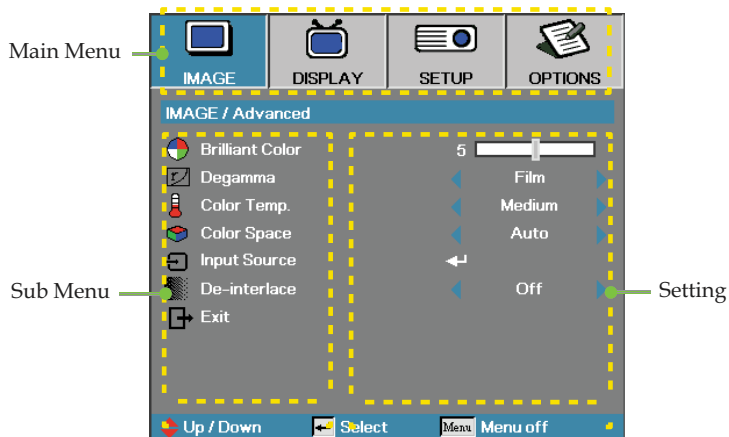 Main Menu
IMAGE DISPLAY SETUP OPTIONS
IMAGE / Advanced
Brilliant Color 5
Degamma Film
Color Temp. Medium
Color Space Auto
Input Source
De-interlace Off
Sub Menu
Setting
Exit
Up / Down Select Menu Menu off